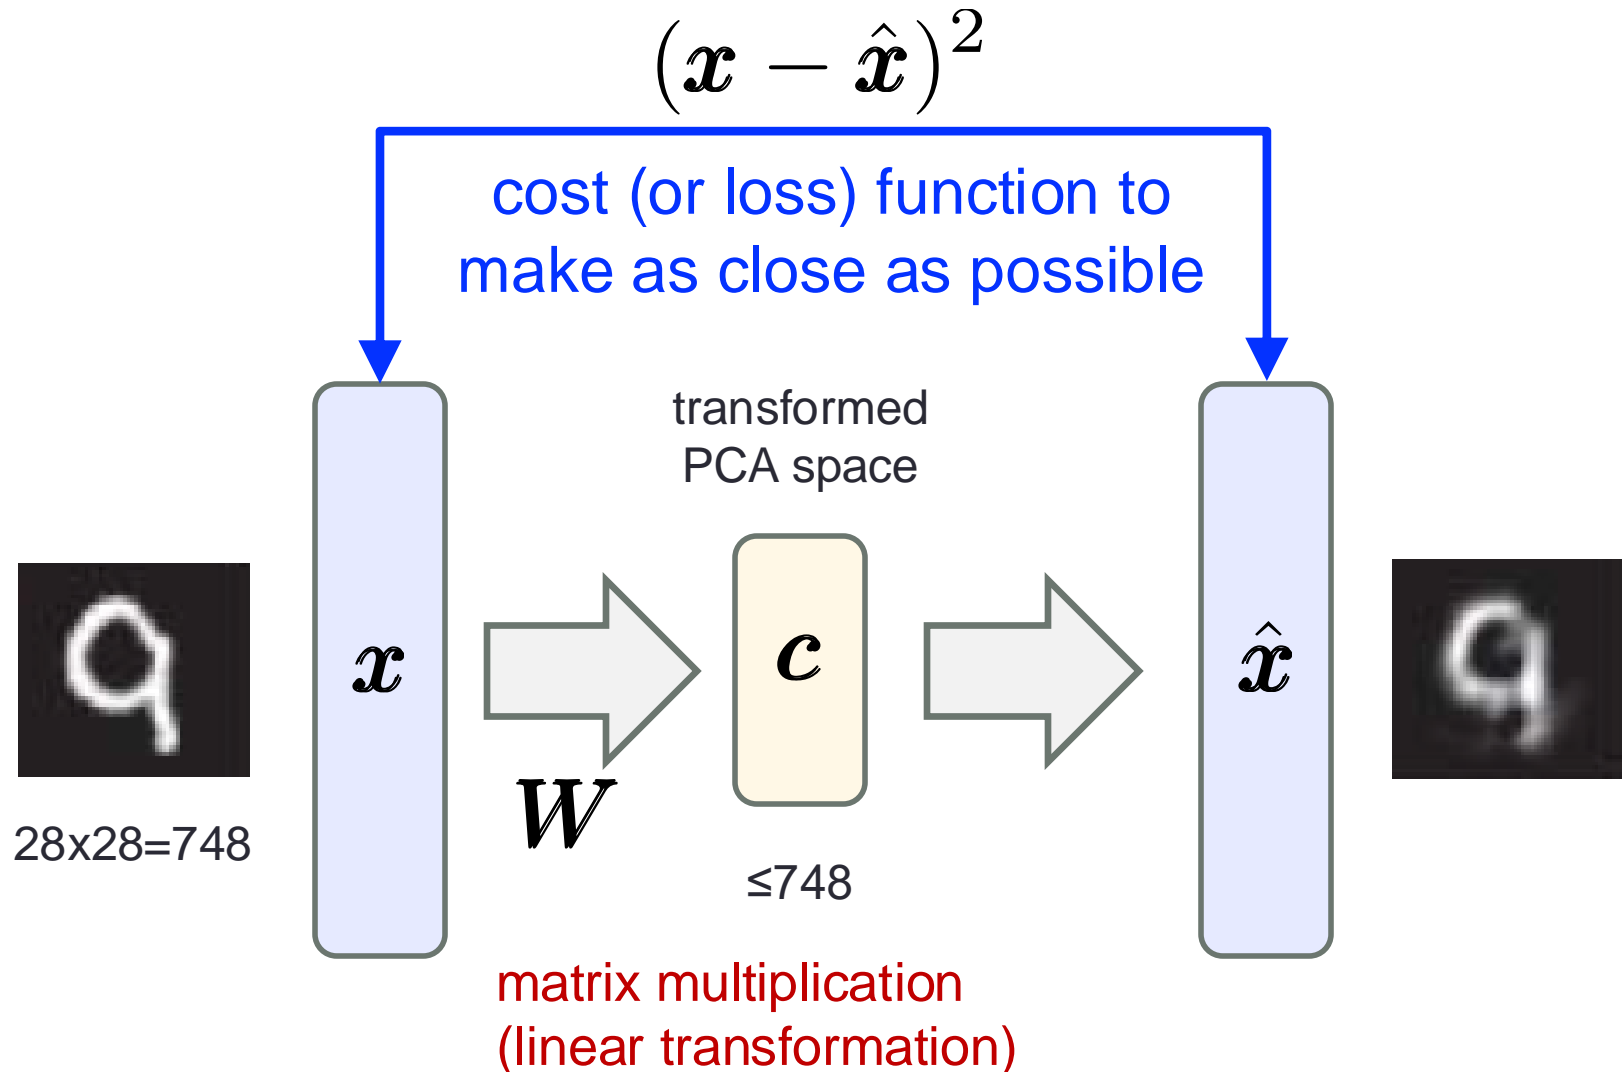 (x − x̂)²
cost (or loss) function to
make as close as possible
transformed
PCA space
x
c
x̂
W
28x28=748
≤748
matrix multiplication
(linear transformation)